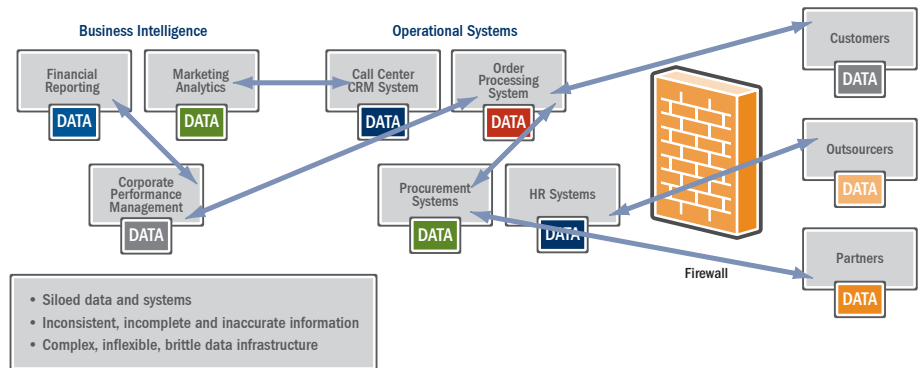 Business Intelligence
Operational Systems
Financial
Reporting
DATA
Marketing
Analytics
DATA
Call Center
CRM System
DATA
Order
Processing
System
DATA
Customers
DATA
Corporate
Performance
Management
DATA
Procurement
Systems
DATA
HR Systems
DATA
Outsourcers
DATA
Firewall
Partners
DATA
• Siloed data and systems
• Inconsistent, incomplete and inaccurate information
• Complex, inflexible, brittle data infrastructure